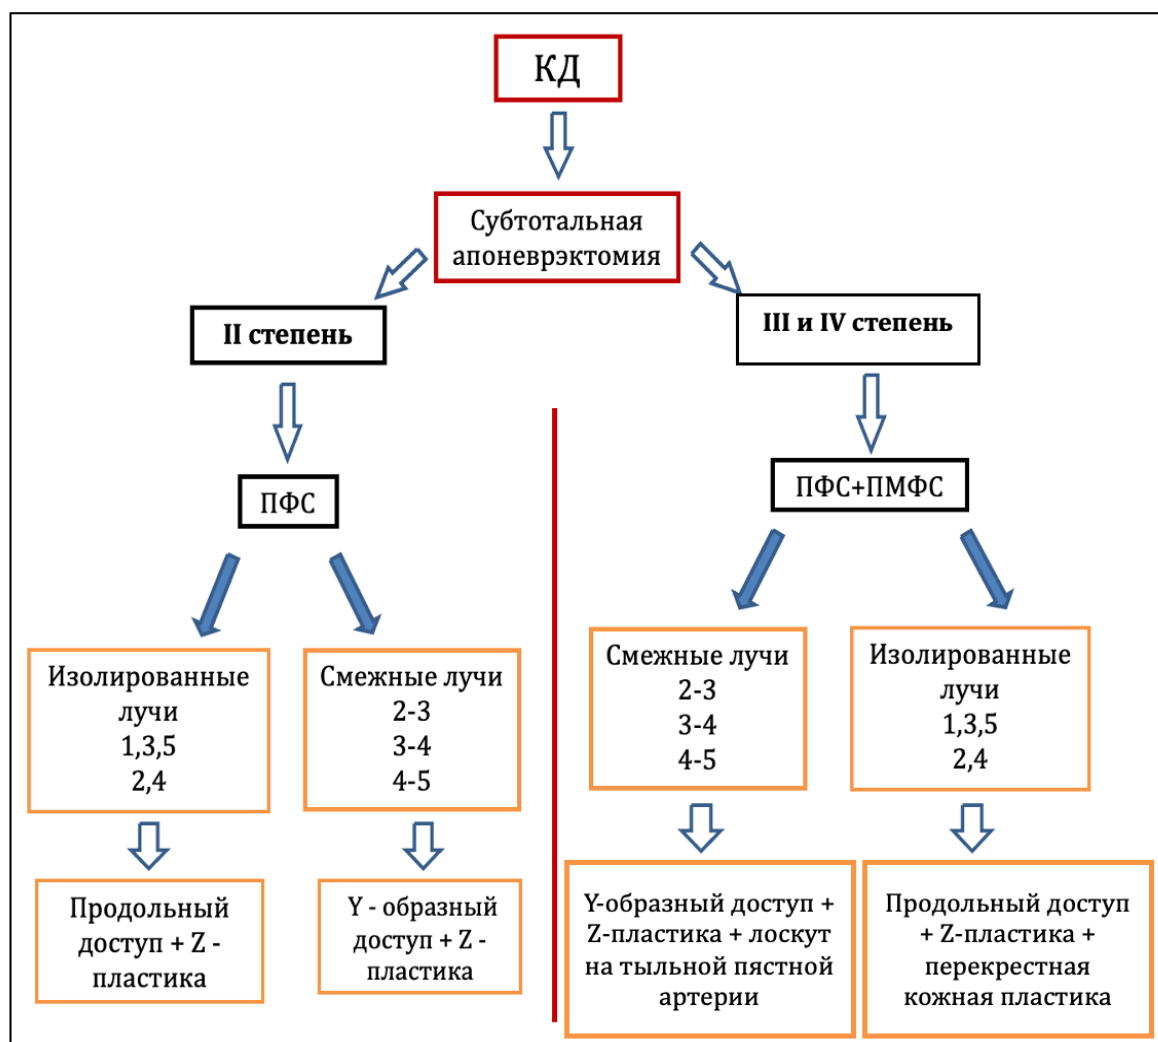 КД
Субтотальная
апоневрэктомия
II степень
III и IV степень
ПФС
ПФС+ПМФС
Изолированные
лучи
1,3,5
2,4
Смежные лучи
2-3
3-4
4-5
Смежные лучи
2-3
3-4
4-5
Изолированные
лучи
1,3,5
2,4
Продольный
доступ + Z -
пластика
Y - образный
доступ + Z -
пластика
Y-образный доступ +
Z-пластика + лоскут
на тыльной пястной
артерии
Продольный доступ
+ Z-пластика +
перекрестная
кожная пластика